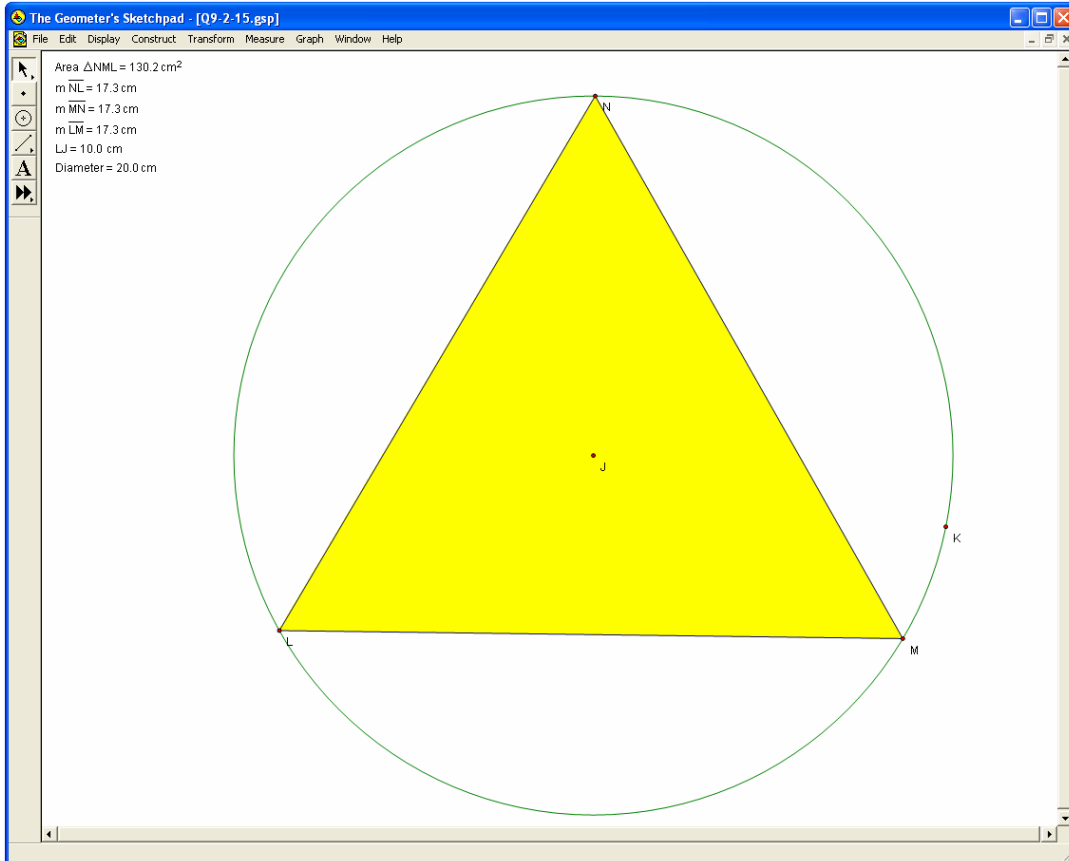 The Geometer's Sketchpad - [Q9-2-15.gsp]
File Edit Display Construct Transform Measure Graph Window Help
Area △NML = 130.2 cm²
m NL = 17.3 cm
m MN = 17.3 cm
m LM = 17.3 cm
LJ = 10.0 cm
Diameter = 20.0 cm
A
N
J
K
L
M